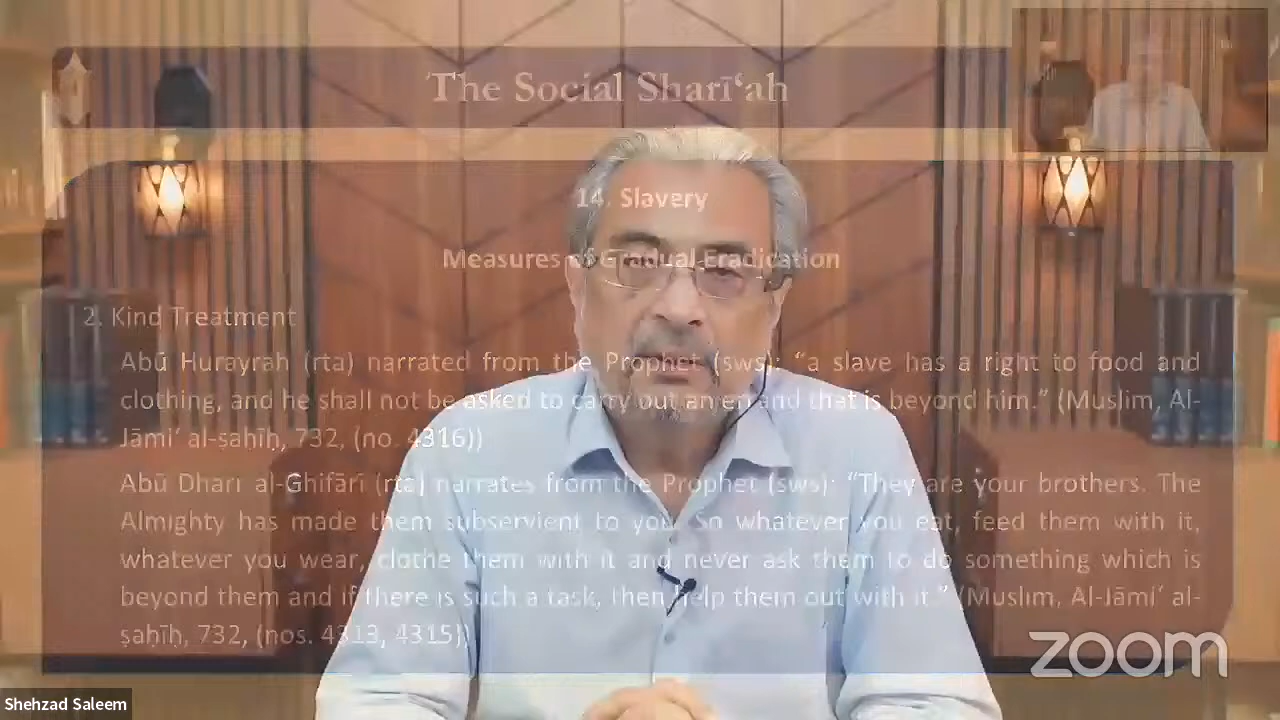 The Social Sharī‘ah
14. Slavery
Measures of Gradual Eradication
2. Kind Treatment
Abū Hurayrah (rta) narrated from the Prophet (sws): “a slave has a right to food and
clothing, and he shall not be asked to carry out an errand that is beyond him.” (Muslim, Al-
Jāmi‘ al-ṣaḥīḥ, 732, (no. 4316))
Abū Dharr al-Ghifārī (rta) narrates from the Prophet (sws): “They are your brothers. The
Almighty has made them subservient to you. So whatever you eat, feed them with it,
whatever you wear, clothe them with it and never ask them to do something which is
beyond them and if there is such a task, then help them out with it.” (Muslim, Al-Jāmi‘ al-
ṣaḥīḥ, 732, (nos. 4313, 4315))
zoom
Shehzad Saleem